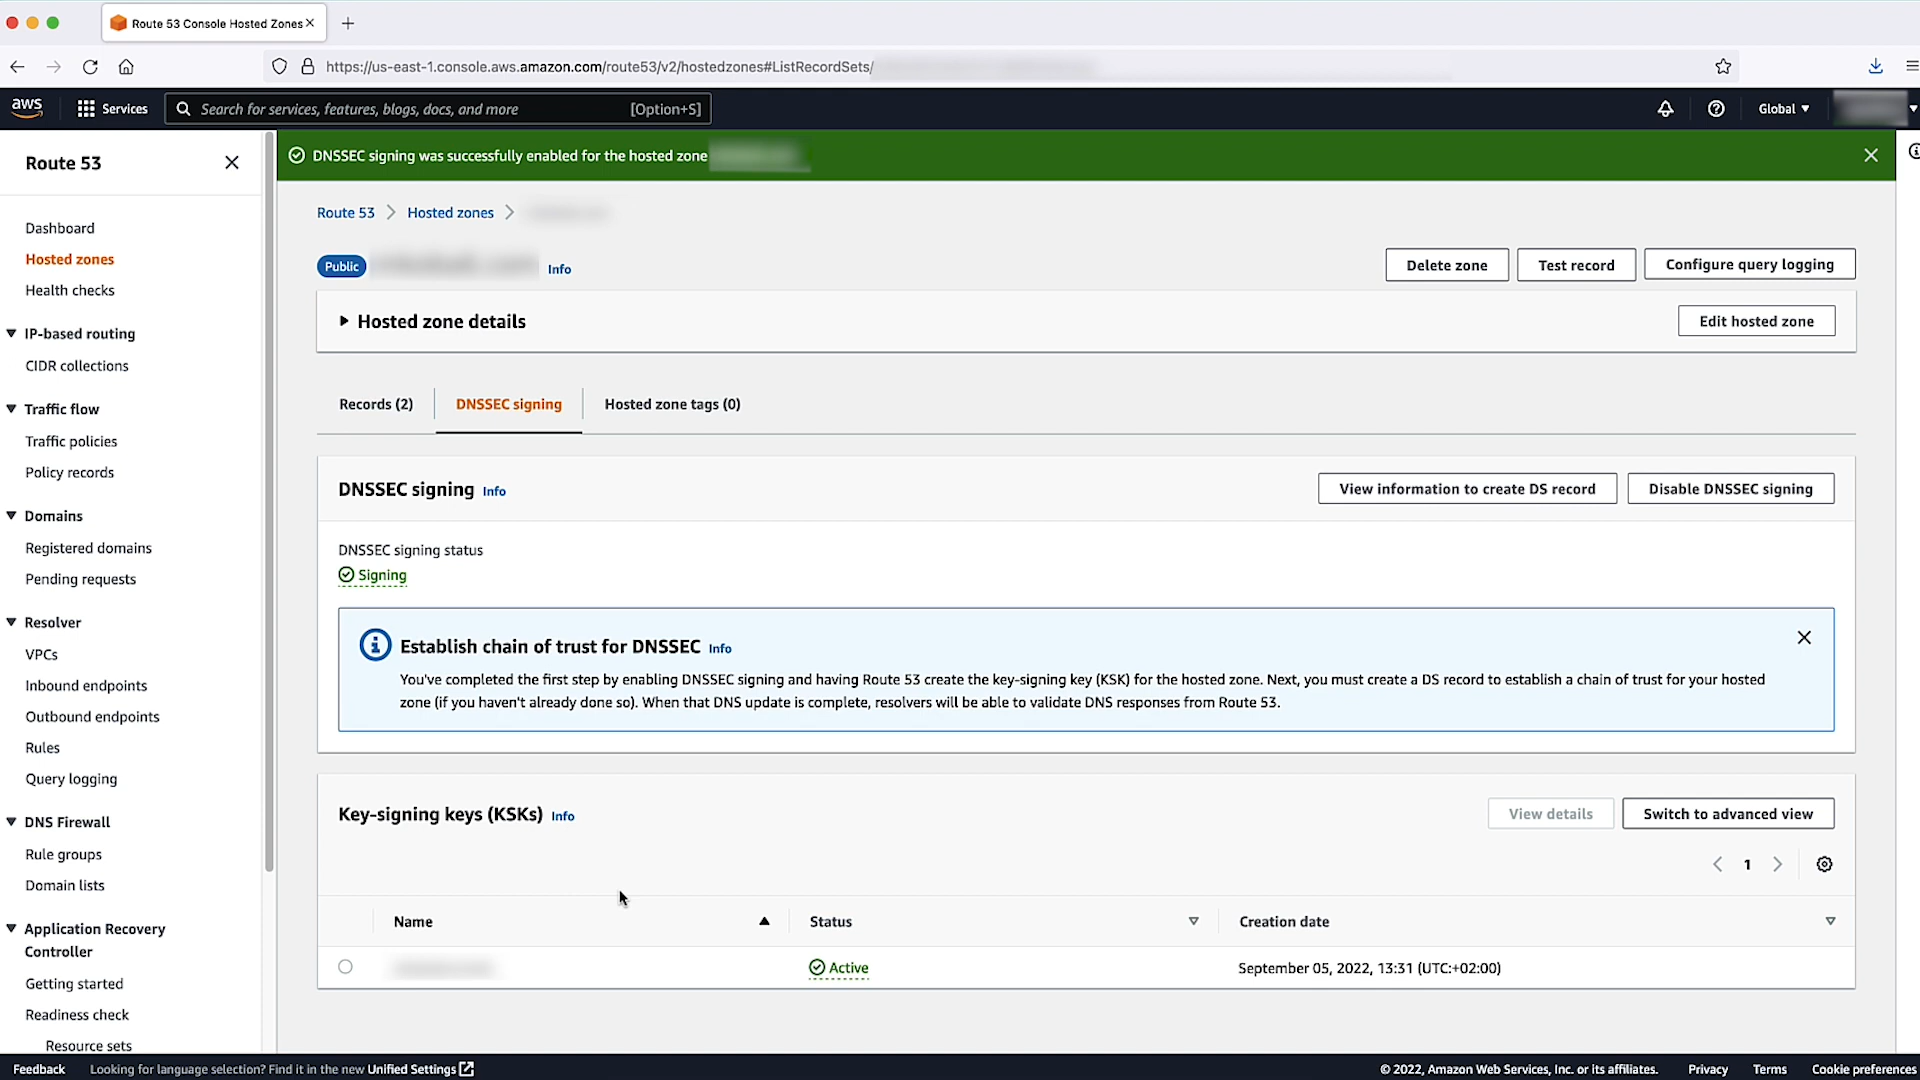 Route 53 Console Hosted Zones
https://us-east-1.console.aws.amazon.com/route53/v2/hostedzones#ListRecordSets/
aws
Services
Search for services, features, blogs, docs, and more
[Option+S]
Global
Route 53
DNSSEC signing was successfully enabled for the hosted zone
Dashboard
Hosted zones
Health checks
IP-based routing
CIDR collections
Traffic flow
Traffic policies
Policy records
Domains
Registered domains
Pending requests
Resolver
VPCs
Inbound endpoints
Outbound endpoints
Rules
Query logging
DNS Firewall
Rule groups
Domain lists
Application Recovery
Controller
Getting started
Readiness check
Resource sets
Route 53
Hosted zones
Public
Info
Delete zone
Test record
Configure query logging
Hosted zone details
Edit hosted zone
Records (2)
DNSSEC signing
Hosted zone tags (0)
DNSSEC signing Info
View information to create DS record
Disable DNSSEC signing
DNSSEC signing status
Signing
Establish chain of trust for DNSSEC Info
You've completed the first step by enabling DNSSEC signing and having Route 53 create the key-signing key (KSK) for the hosted zone. Next, you must create a DS record to establish a chain of trust for your hosted
zone (if you haven't already done so). When that DNS update is complete, resolvers will be able to validate DNS responses from Route 53.
Key-signing keys (KSKs) Info
View details
Switch to advanced view
1
Name
Status
Creation date
Active
September 05, 2022, 13:31 (UTC:+02:00)
Feedback
Looking for language selection? Find it in the new Unified Settings
© 2022, Amazon Web Services, Inc. or its affiliates.
Privacy
Terms
Cookie preferences